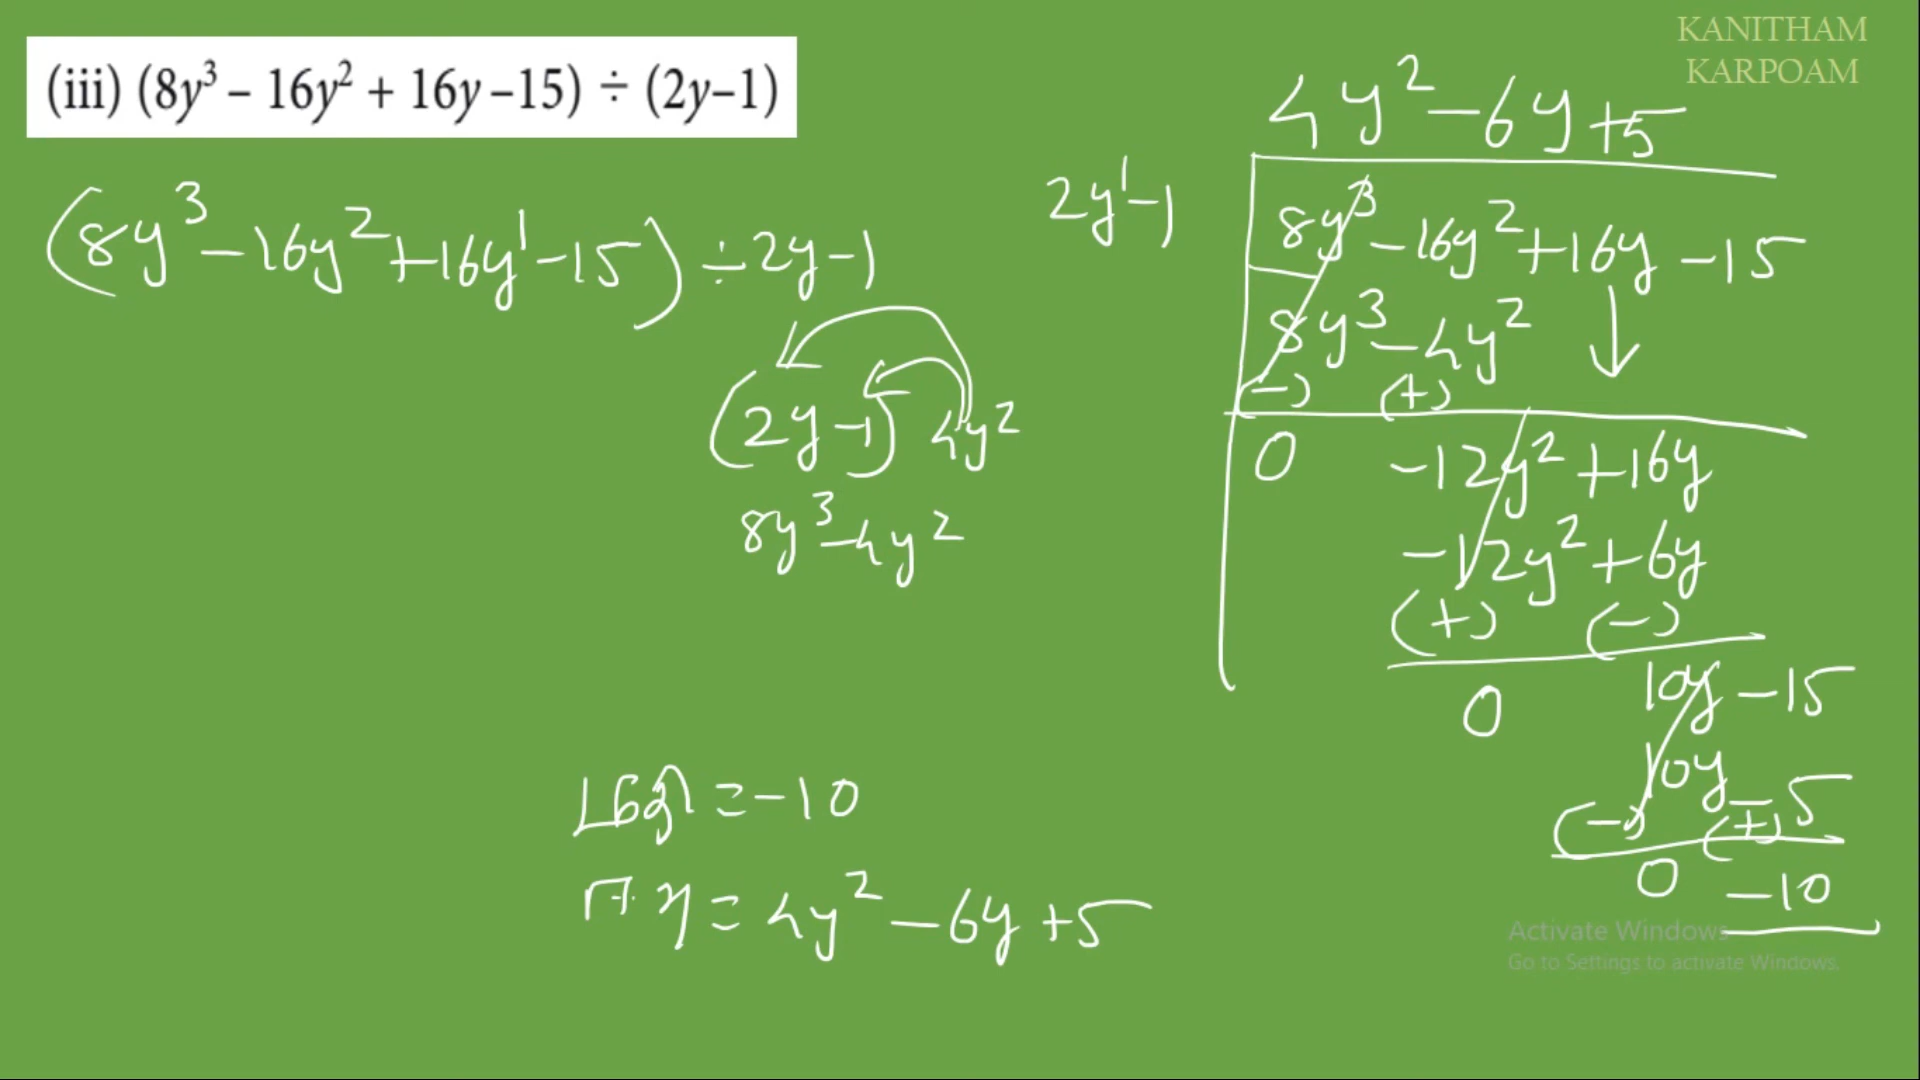 KANITHAM
KARPOAM
(iii) (8y³ – 16y² + 16y –15) ÷ (2y–1)
(8y³ – 16y² + 16y¹ – 15) ÷ 2y – 1
(2y – 1) 4y²
8y³ – 4y²
4y² – 6y + 5
2y¹ – 1
8y³ – 16y² + 16y – 15
8y³ – 4y²
(–) (+)
0 –12y² + 16y
–12y² + 6y
(+) (–)
0 10y – 15
10y – 5
(–) (+)
0 –10
மீதி = –10
= 4y² – 6y + 5
Activate Windows
Go to Settings to activate Windows.